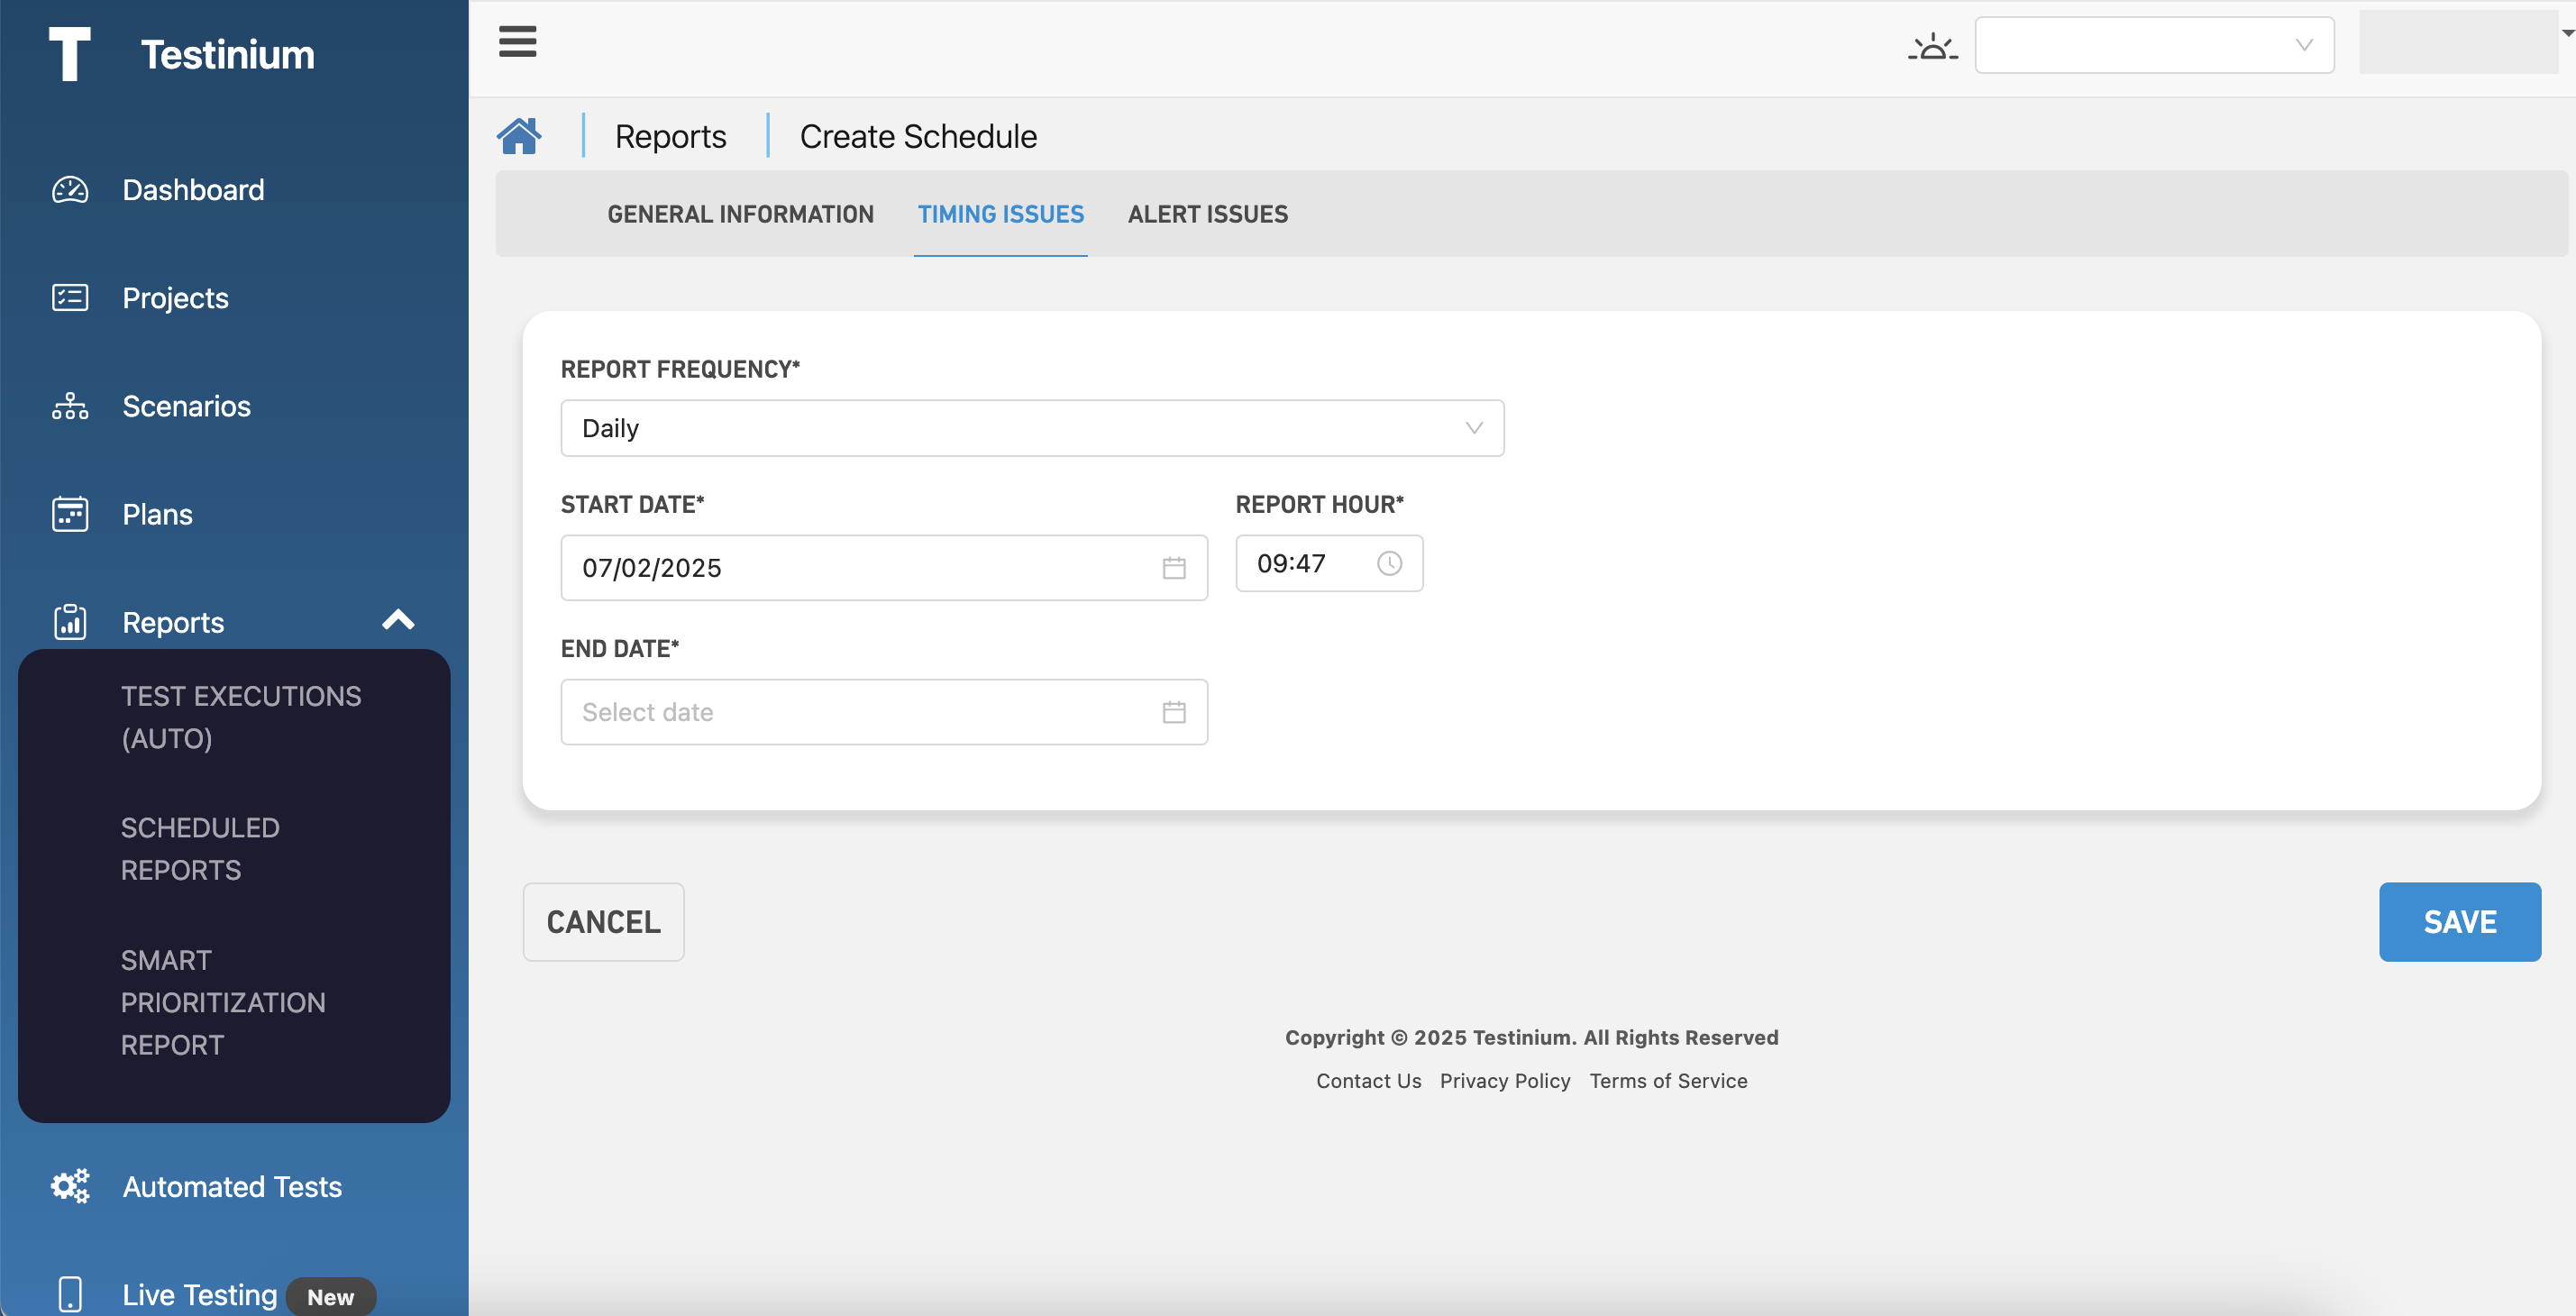 Testinium
Dashboard
Projects
Scenarios
Plans
Reports
TEST EXECUTIONS
(AUTO)
SCHEDULED
REPORTS
SMART
PRIORITIZATION
REPORT
Automated Tests
Live Testing New
Reports Create Schedule
GENERAL INFORMATION TIMING ISSUES ALERT ISSUES
REPORT FREQUENCY*
Daily
START DATE* REPORT HOUR*
07/02/2025 09:47
END DATE*
Select date
CANCEL SAVE
Copyright © 2025 Testinium. All Rights Reserved
Contact Us Privacy Policy Terms of Service